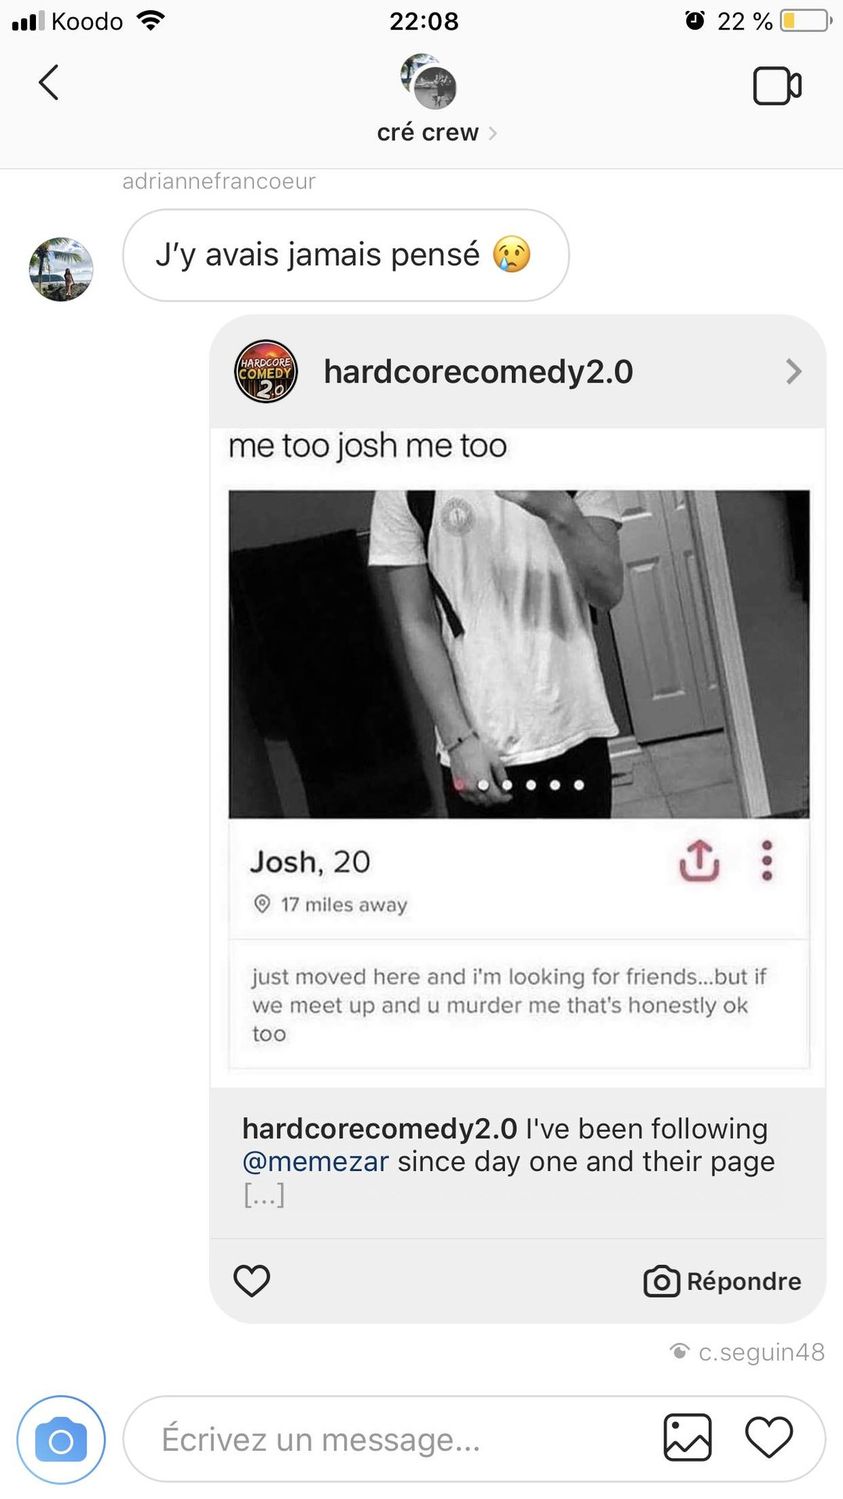 Koodo 22:08 22 %
cré crew
adriannefrancoeur
J’y avais jamais pensé 😢
HARDCORE
COMEDY
2.0
hardcorecomedy2.0
me too josh me too
Josh, 20
17 miles away
just moved here and i'm looking for friends...but if
we meet up and u murder me that's honestly ok
too
hardcorecomedy2.0 I've been following
@memezar since day one and their page
[...]
Répondre
c.seguin48
Écrivez un message...